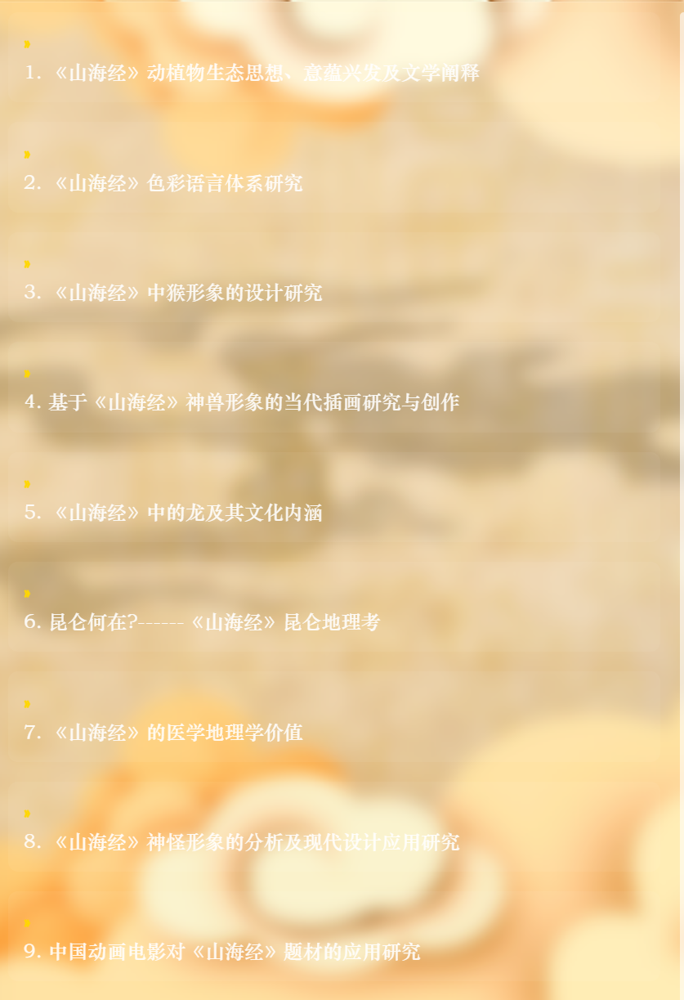 1. 《山海经》动植物生态思想、意蕴兴发及文学阐释
2. 《山海经》色彩语言体系研究
3. 《山海经》中猴形象的设计研究
4. 基于《山海经》神兽形象的当代插画研究与创作
5. 《山海经》中的龙及其文化内涵
6. 昆仑何在?------《山海经》昆仑地理考
7. 《山海经》的医学地理学价值
8. 《山海经》神怪形象的分析及现代设计应用研究
9. 中国动画电影对《山海经》题材的应用研究